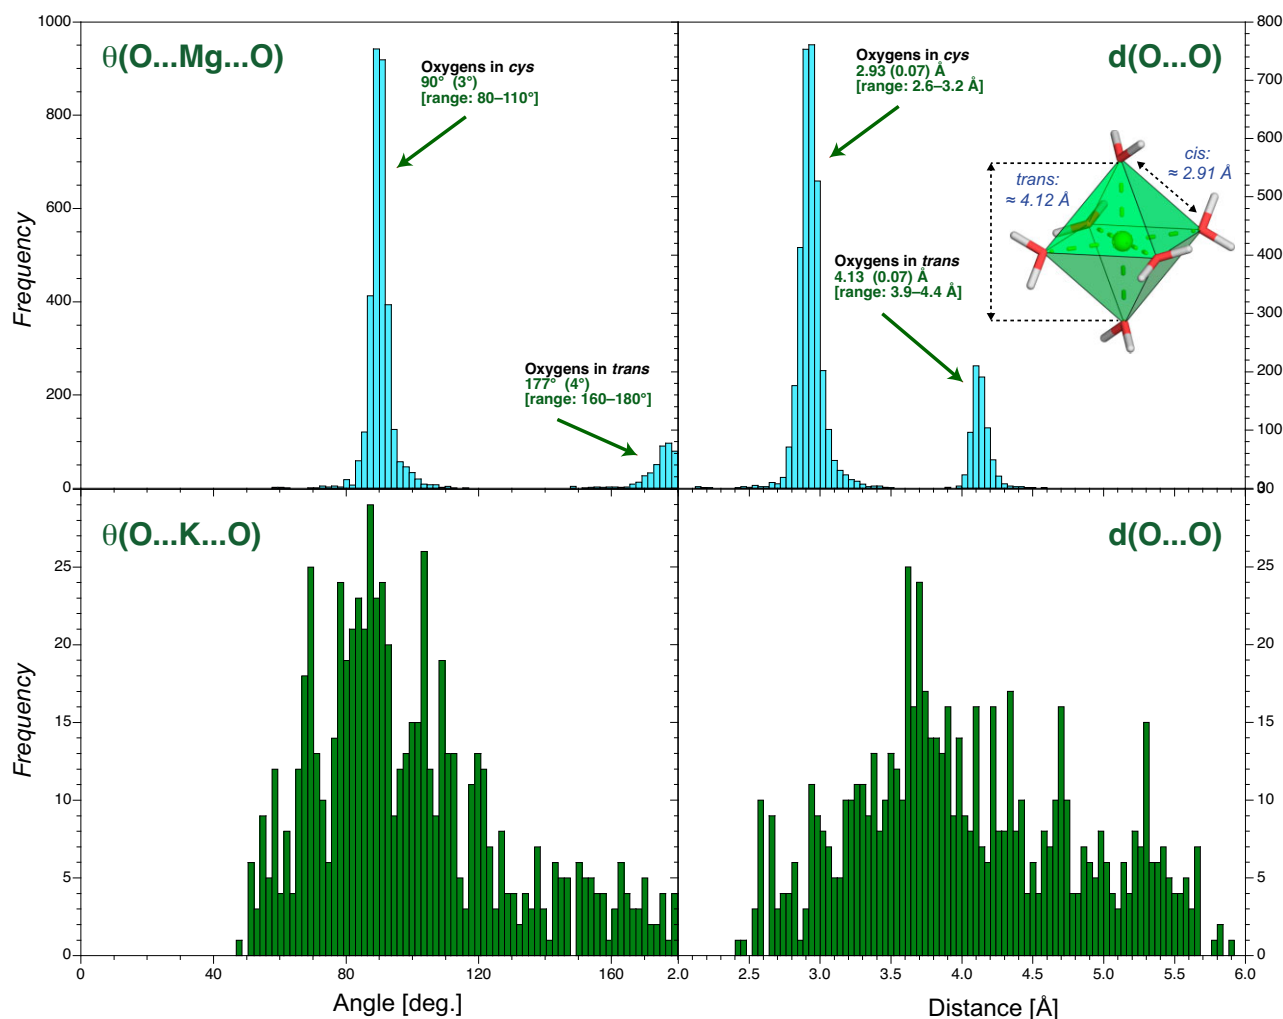 1000
800
600
400
200
0
Frequency
θ(O...Mg...O)
Oxygens in cys
90° (3°)
[range: 80–110°]
Oxygens in trans
177° (4°)
[range: 160–180°]
d(O...O)
Oxygens in cys
2.93 (0.07) Å
[range: 2.6–3.2 Å]
Oxygens in trans
4.13 (0.07) Å
[range: 3.9–4.4 Å]
trans:
≈ 4.12 Å
cis:
≈ 2.91 Å
800
700
600
500
400
300
200
100
θ(O...K...O)
25
20
15
10
5
0
Frequency
0
40
80
120
2.0
Angle [deg.]
d(O...O)
25
20
15
10
5
0
2.5
3.0
3.5
4.0
4.5
5.0
5.5
6.0
Distance [Å]